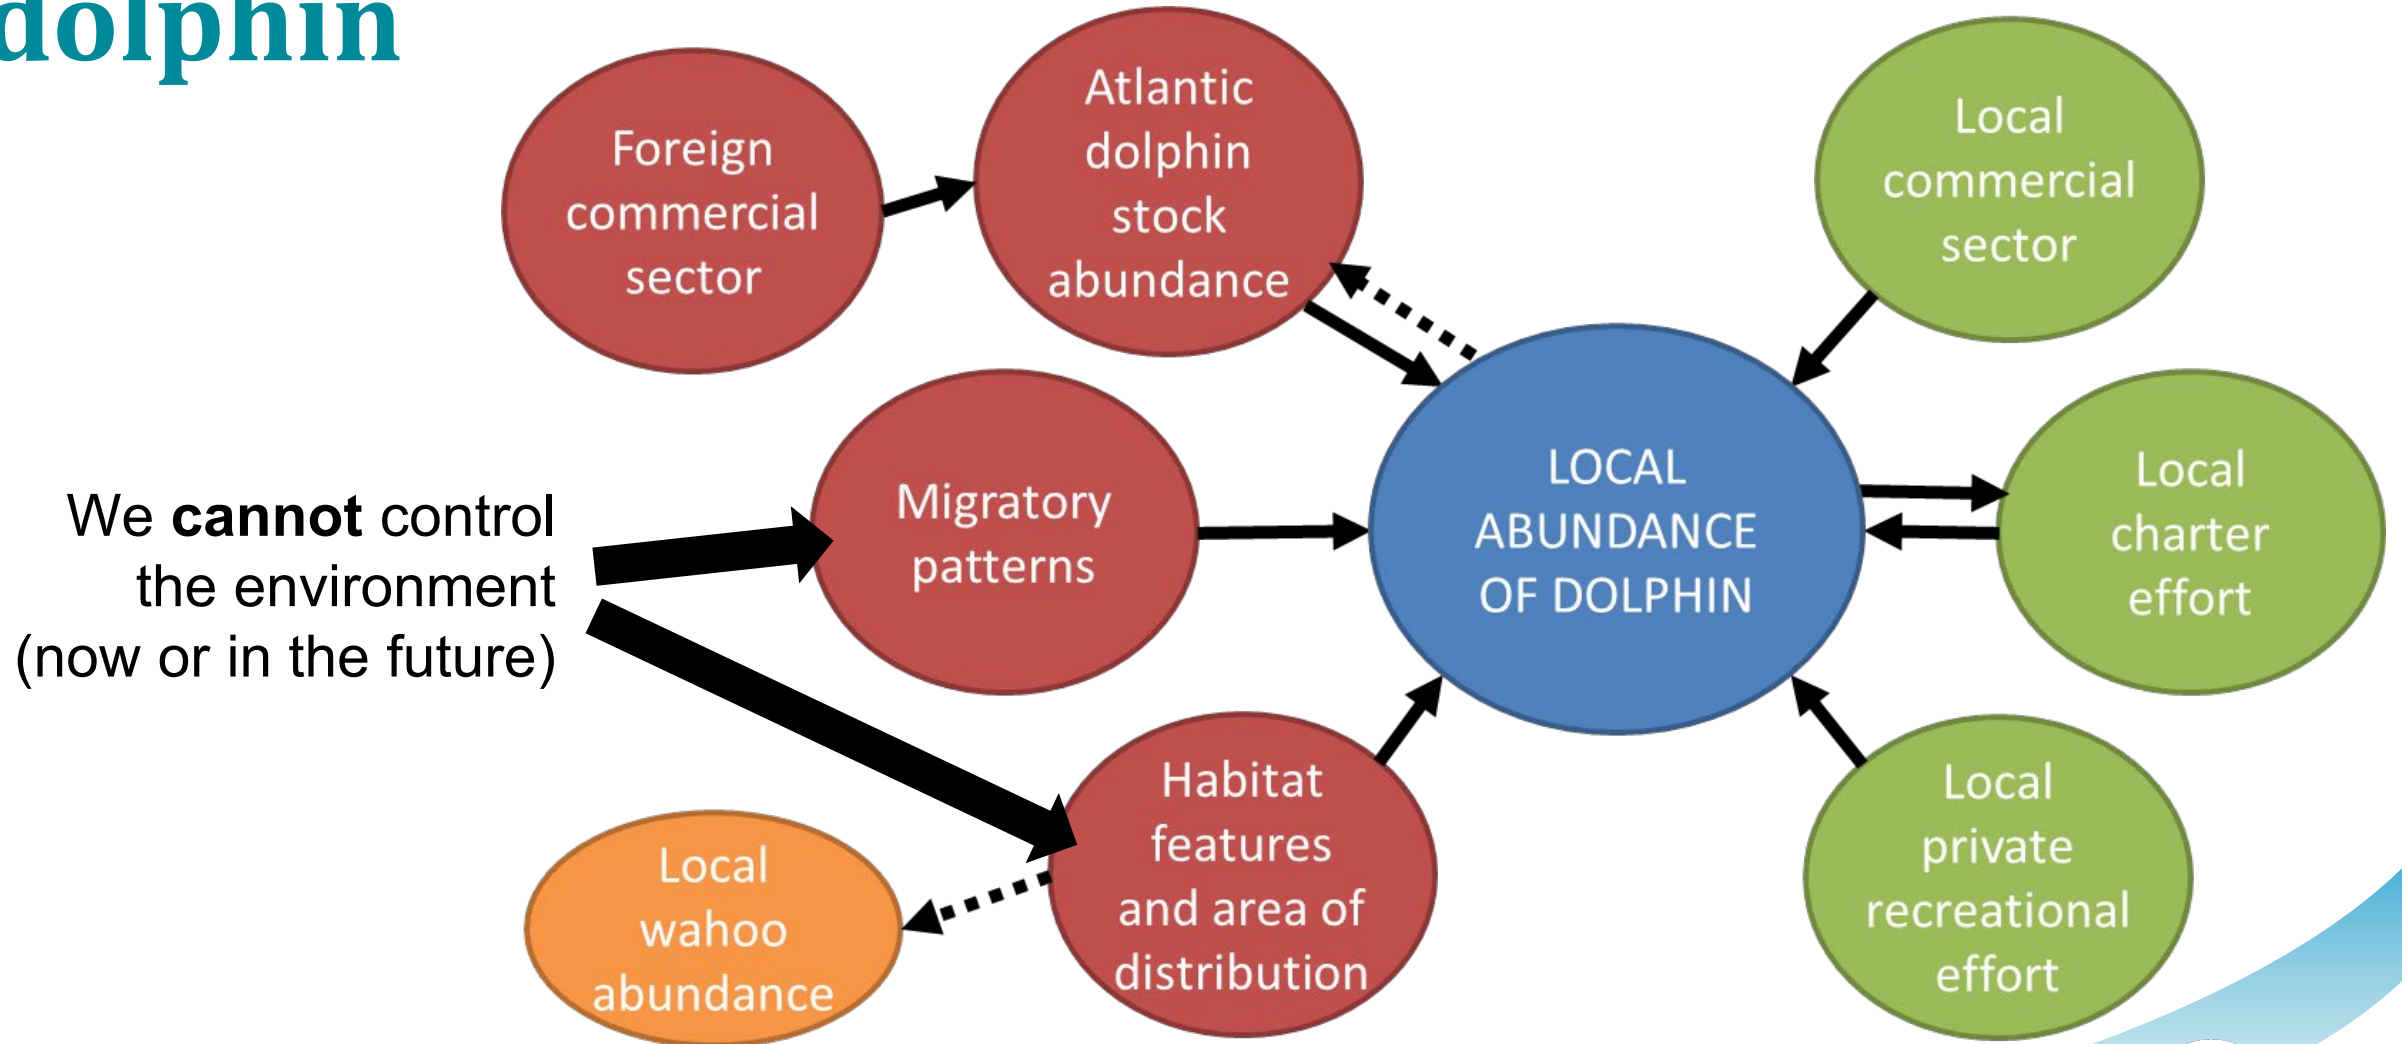 dolphin
Foreign
commercial
sector
Atlantic
dolphin
stock
abundance
Local
commercial
sector
We cannot control
the environment
(now or in the future)
Migratory
patterns
LOCAL
ABUNDANCE
OF DOLPHIN
Local
charter
effort
Local
wahoo
abundance
Habitat
features
and area of
distribution
Local
private
recreational
effort